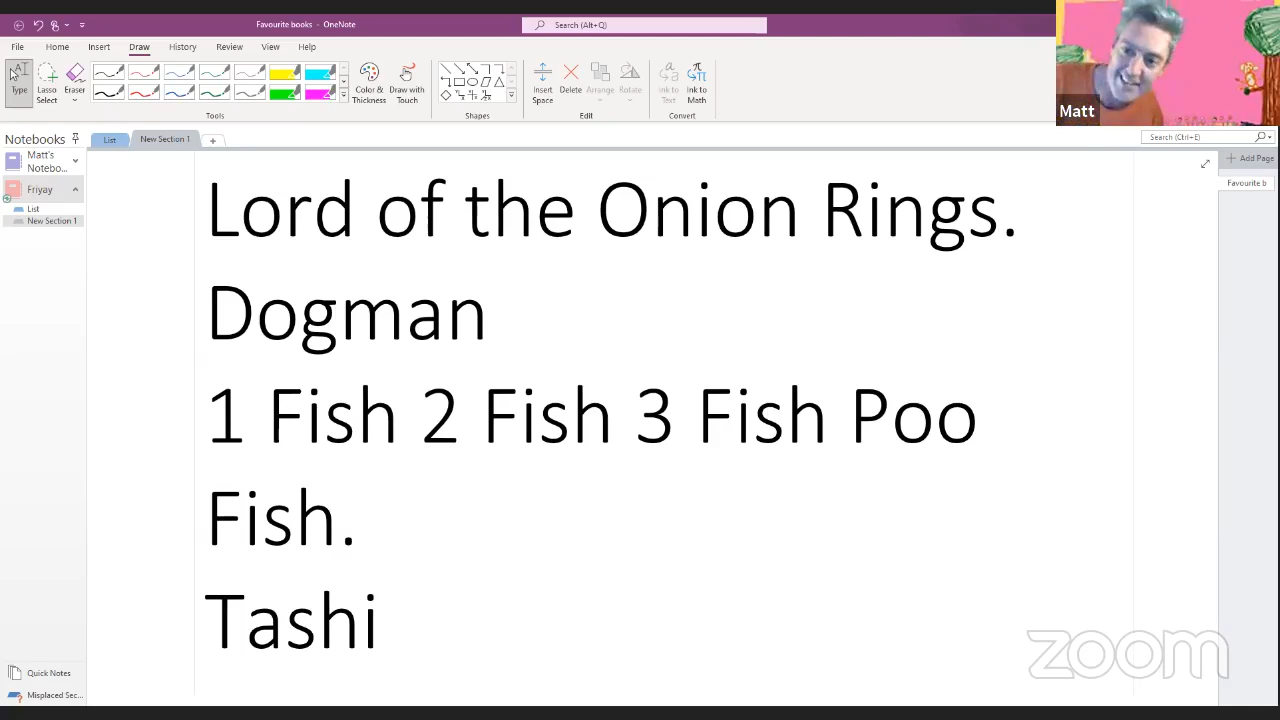 Favourite books - OneNote
Search (Alt+Q)
File Home Insert Draw History Review View Help
Type
Lasso Select
Eraser
Color & Thickness
Draw with Touch
Insert Space
Delete
Arrange
Rotate
Ink to Text
Ink to Math
Tools
Shapes
Edit
Convert
Matt
Notebooks
List
New Section 1
Search (Ctrl+E)
Matt's Notebo...
Add Page
Friyay
Favourite b
List
New Section 1
Lord of the Onion Rings.
Dogman
1 Fish 2 Fish 3 Fish Poo
Fish.
Tashi
zoom
Quick Notes
Misplaced Sec...